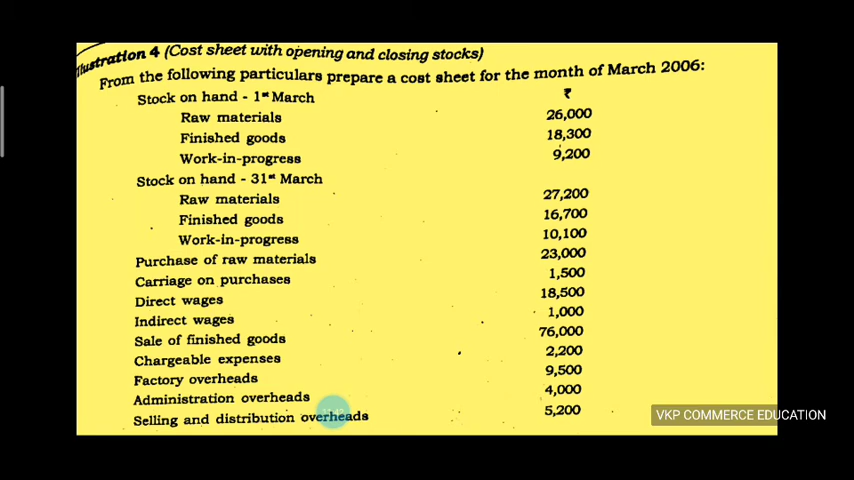 Illustration 4 (Cost sheet with opening and closing stocks)
From the following particulars prepare a cost sheet for the month of March 2006:
Stock on hand - 1st March ₹
Raw materials 26,000
Finished goods 18,300
Work-in-progress 9,200
Stock on hand - 31st March
Raw materials 27,200
Finished goods 16,700
Work-in-progress 10,100
Purchase of raw materials 23,000
Carriage on purchases 1,500
Direct wages 18,500
Indirect wages 1,000
Sale of finished goods 76,000
Chargeable expenses 2,200
Factory overheads 9,500
Administration overheads 4,000
Selling and distribution overheads 5,200
VKP COMMERCE EDUCATION